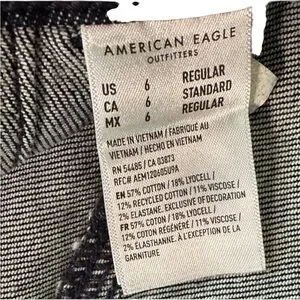 AMERICAN EAGLE
OUTFITTERS
US 6 REGULAR
CA 6 STANDARD
MX 6 REGULAR
MADE IN VIETNAM / FABRIQUÉ AU
VIETNAM / HECHO EN VIETNAM
RN 54485 / CA 03873
RFC# AEM120605U9A
EN 57% COTTON / 18% LYOCELL /
12% RECYCLED COTTON / 11% VISCOSE /
2% ELASTANE. EXCLUSIVE OF DECORATION
FR 57% COTON / 18% LYOCELL /
12% COTON RÉGÉNÉRÉ / 11% VISCOSE /
2% ÉLASTHANNE. À L'EXCEPTION DE LA
GARNITURE